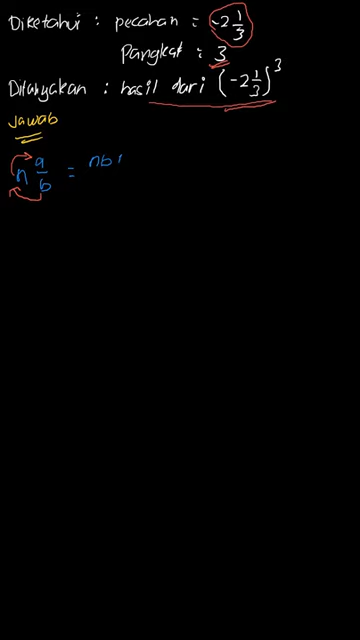 Diketahui : pecahan = -2 1/3
Pangkat : 3
Ditanyakan : hasil dari (-2 1/3)^3
Jawab
n a/b = nb